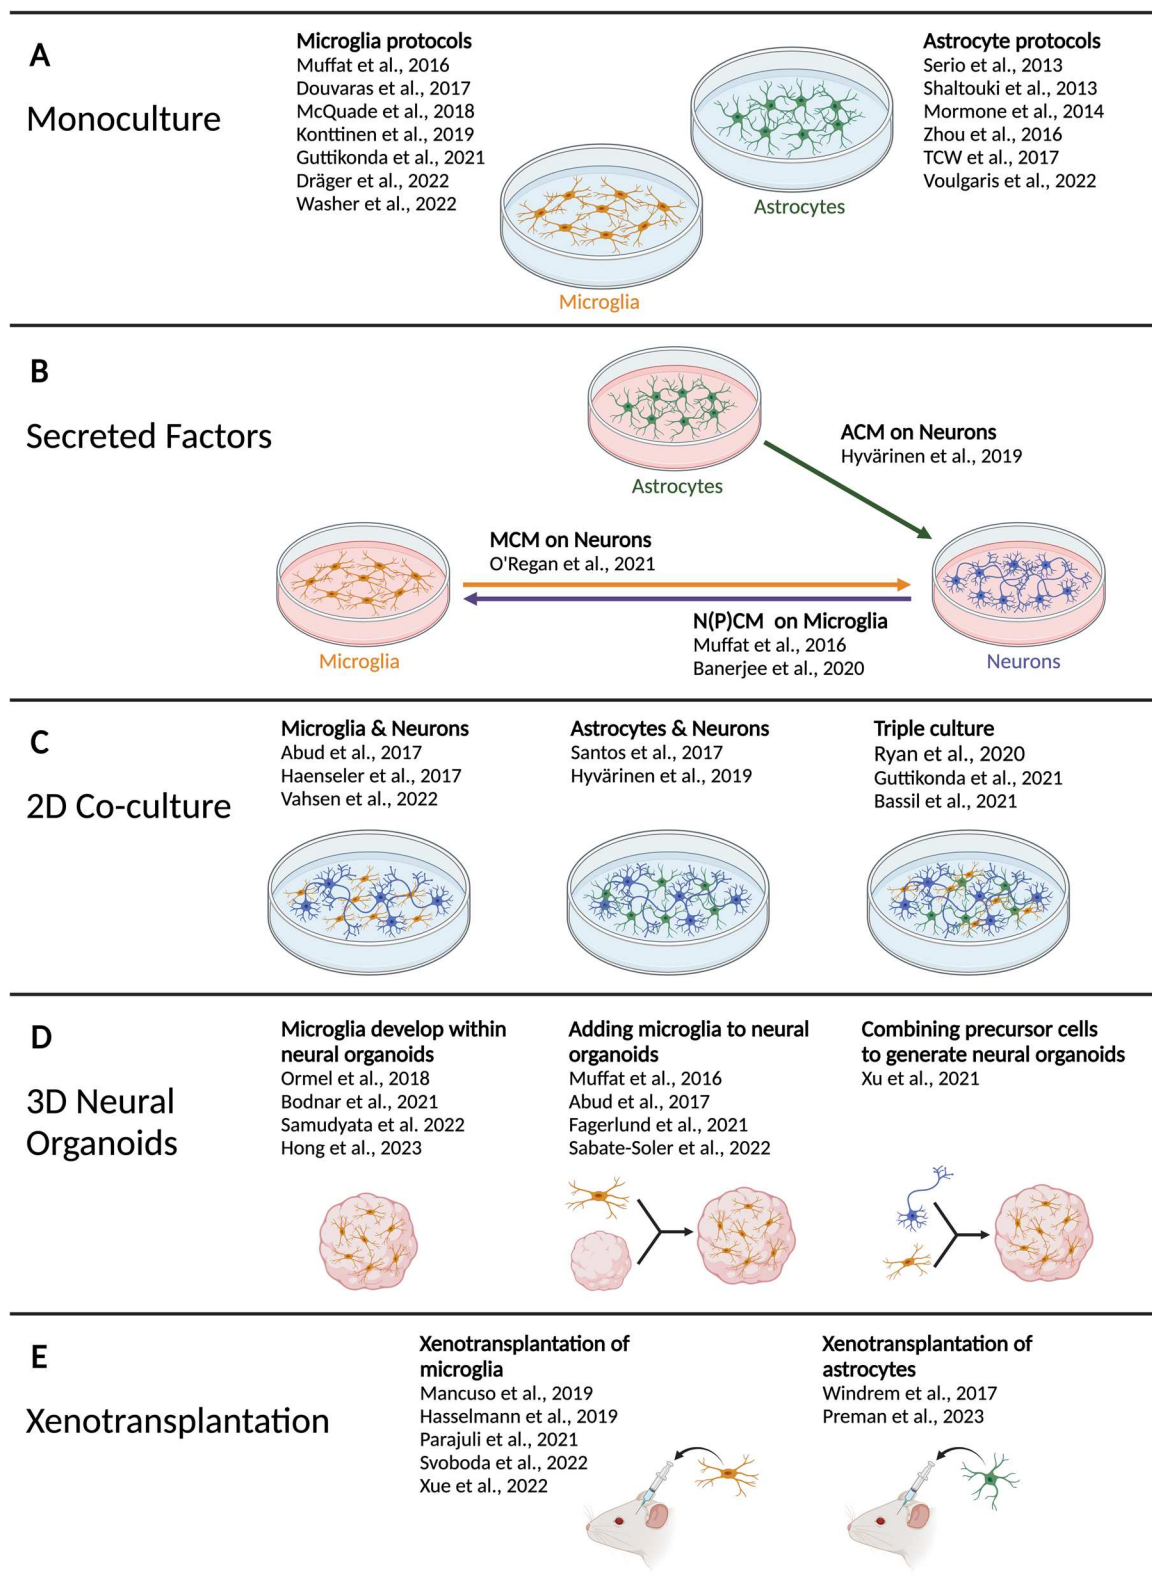 A
Monoculture
Microglia protocols
Muffat et al., 2016
Douvaras et al., 2017
McQuade et al., 2018
Konttinen et al., 2019
Guttikonda et al., 2021
Dräger et al., 2022
Washer et al., 2022
Microglia
Astrocytes
Astrocyte protocols
Serio et al., 2013
Shaltouki et al., 2013
Mormone et al., 2014
Zhou et al., 2016
TCW et al., 2017
Voulgaris et al., 2022
B
Secreted Factors
Astrocytes
ACM on Neurons
Hyvärinen et al., 2019
MCM on Neurons
O'Regan et al., 2021
N(P)CM on Microglia
Muffat et al., 2016
Banerjee et al., 2020
Microglia
Neurons
C
2D Co-culture
Microglia & Neurons
Abud et al., 2017
Haenseler et al., 2017
Vahsen et al., 2022
Astrocytes & Neurons
Santos et al., 2017
Hyvärinen et al., 2019
Triple culture
Ryan et al., 2020
Guttikonda et al., 2021
Bassil et al., 2021
D
3D Neural
Organoids
Microglia develop within
neural organoids
Ormel et al., 2018
Bodnar et al., 2021
Samudyata et al. 2022
Hong et al., 2023
Adding microglia to neural
organoids
Muffat et al., 2016
Abud et al., 2017
Fagerlund et al., 2021
Sabate-Soler et al., 2022
Combining precursor cells
to generate neural organoids
Xu et al., 2021
E
Xenotransplantation
Xenotransplantation of
microglia
Mancuso et al., 2019
Hasselmann et al., 2019
Parajuli et al., 2021
Svoboda et al., 2022
Xue et al., 2022
Xenotransplantation of
astrocytes
Windrem et al., 2017
Preman et al., 2023